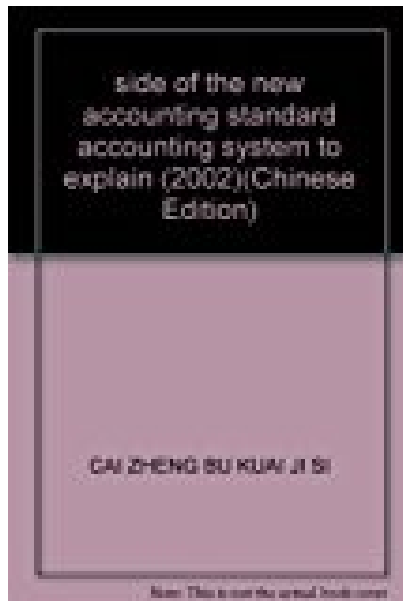 side of the new
accounting standard
accounting system to
explain (2002)(Chinese
Edition)
CAI ZHENG BU KUAI JI SI
Note: This is not the actual book cover